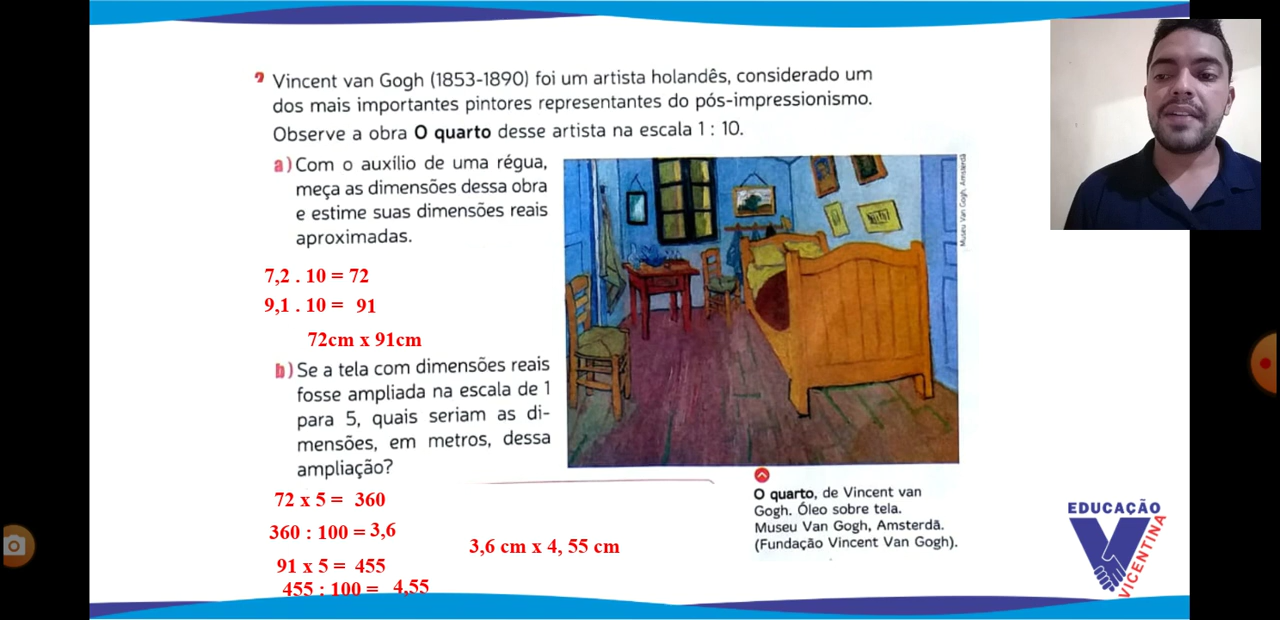 2 Vincent van Gogh (1853-1890) foi um artista holandês, considerado um
dos mais importantes pintores representantes do pós-impressionismo.
Observe a obra O quarto desse artista na escala 1 : 10.
a) Com o auxílio de uma régua,
meça as dimensões dessa obra
e estime suas dimensões reais
aproximadas.
7,2 . 10 = 72
9,1 . 10 = 91
72cm x 91cm
b) Se a tela com dimensões reais
fosse ampliada na escala de 1
para 5, quais seriam as di-
mensões, em metros, dessa
ampliação?
72 x 5 = 360
360 : 100 = 3,6
91 x 5 = 455
455 : 100 = 4,55
3,6 cm x 4, 55 cm
Museu Van Gogh, Amsterdã
O quarto, de Vincent van
Gogh. Óleo sobre tela.
Museu Van Gogh, Amsterdã.
(Fundação Vincent Van Gogh).
EDUCAÇÃO
VICENTINA